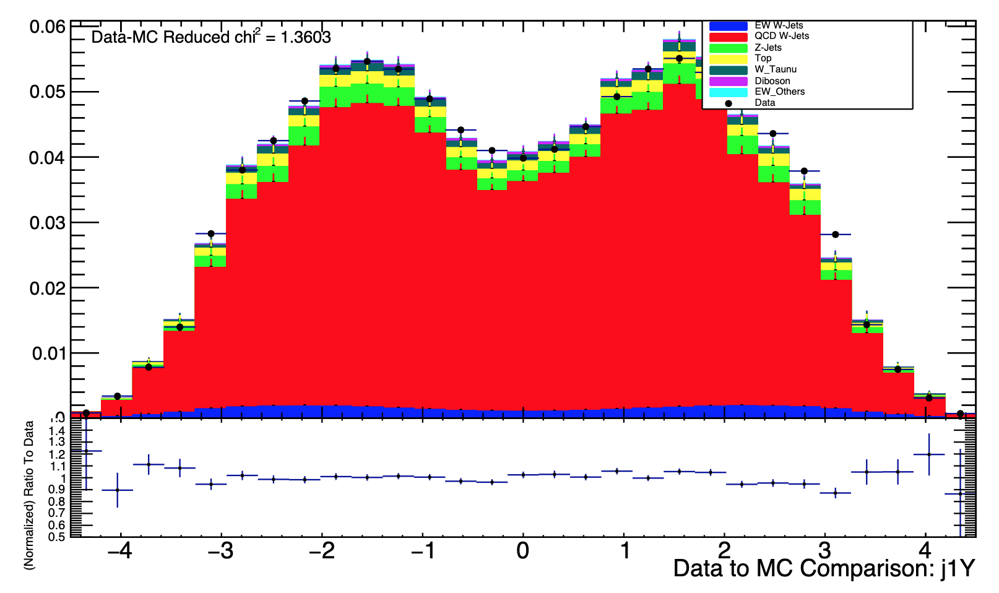 0.06
Data-MC Reduced chi² = 1.3603
0.05
0.04
0.03
0.02
0.01
0
EW W-Jets
QCD W-Jets
Z-Jets
Top
W_Taunu
Diboson
EW_Others
Data
(Normalized) Ratio To Data
1.4
1.3
1.2
1.1
1
0.9
0.8
0.7
0.6
0.5
−4 −3 −2 −1 0 1 2 3 4
Data to MC Comparison: j1Y